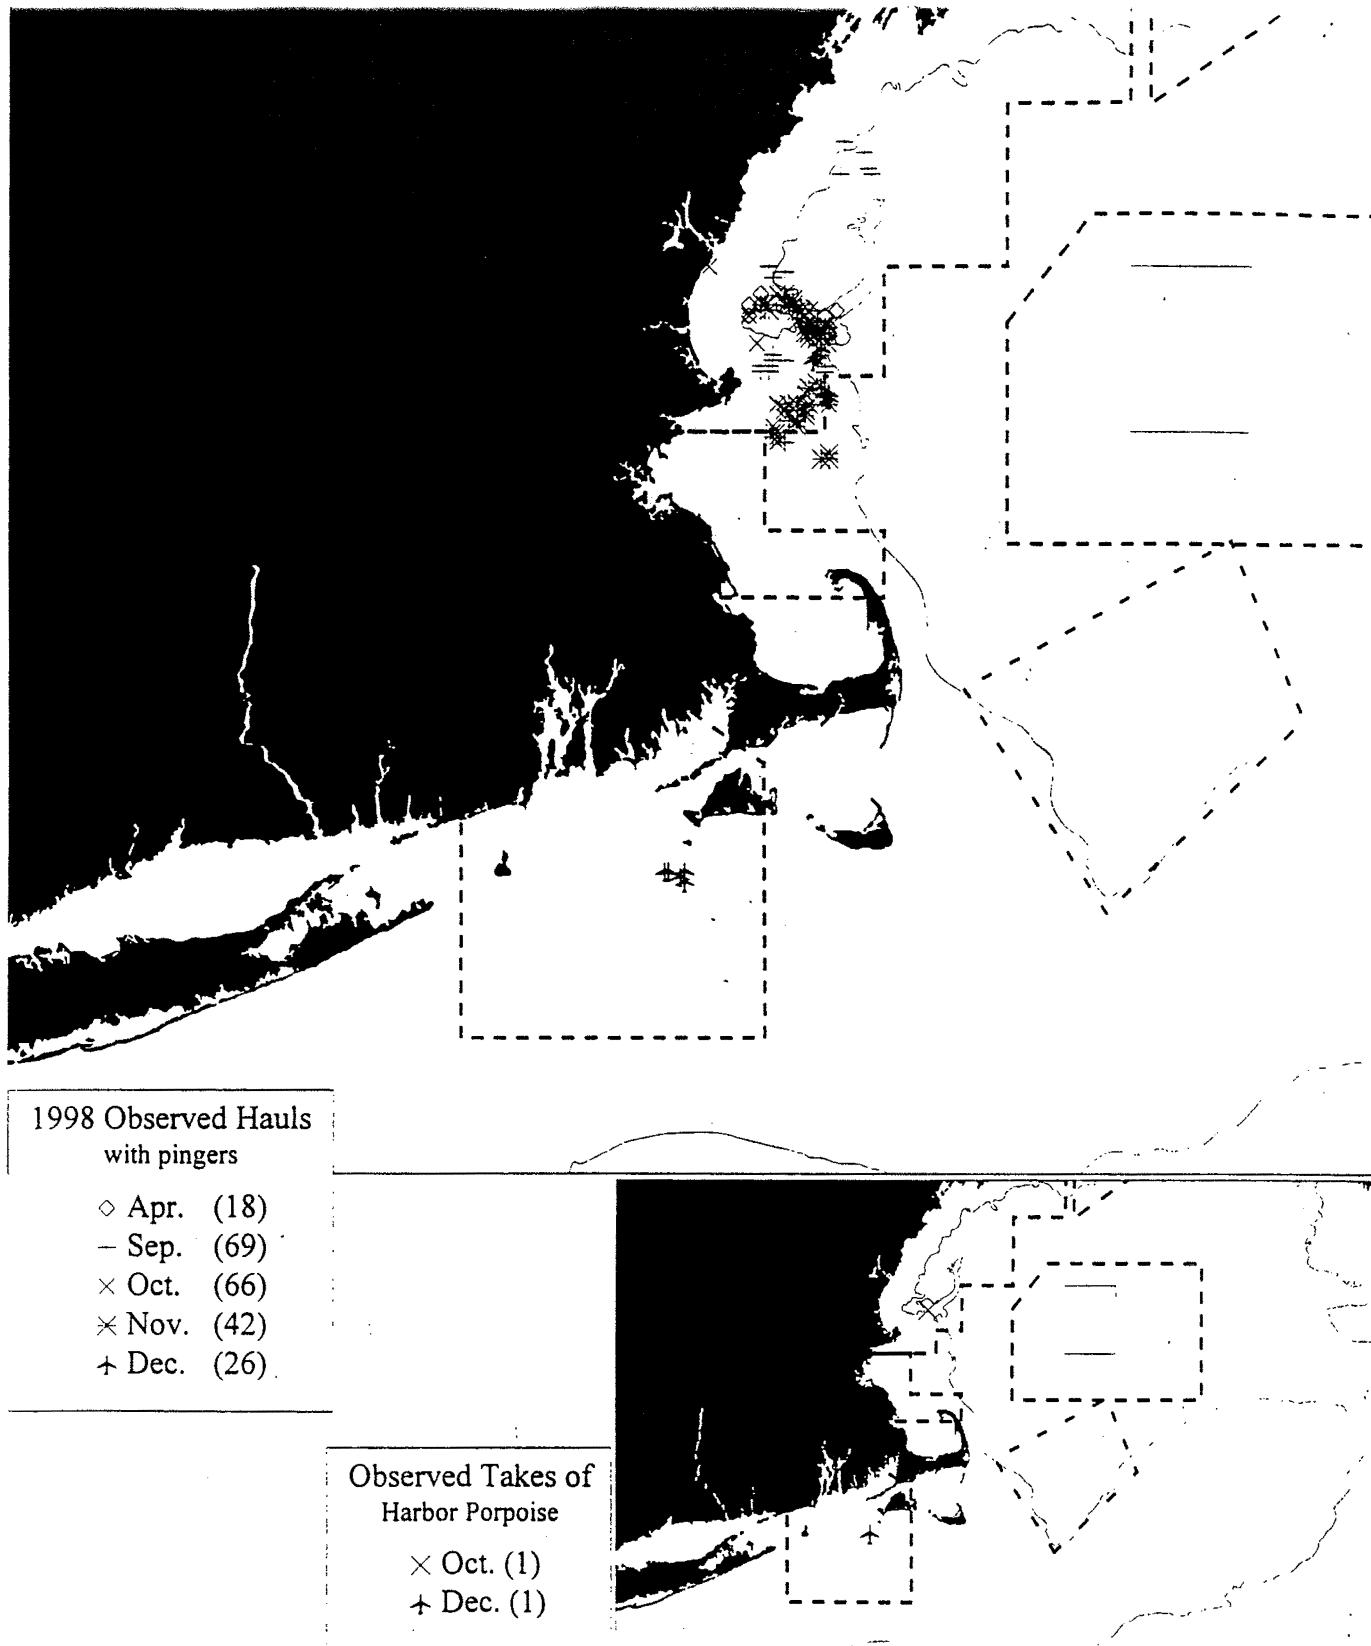 1998 Observed Hauls
with pingers
◇ Apr. (18)
– Sep. (69)
× Oct. (66)
Nov. (42)
Dec. (26)
Observed Takes of
Harbor Porpoise
× Oct. (1)
Dec. (1)